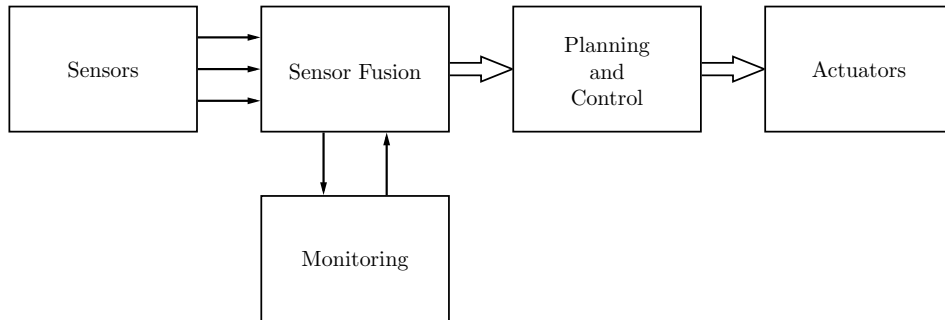 Sensors
Sensor Fusion
Planning
and
Control
Actuators
Monitoring